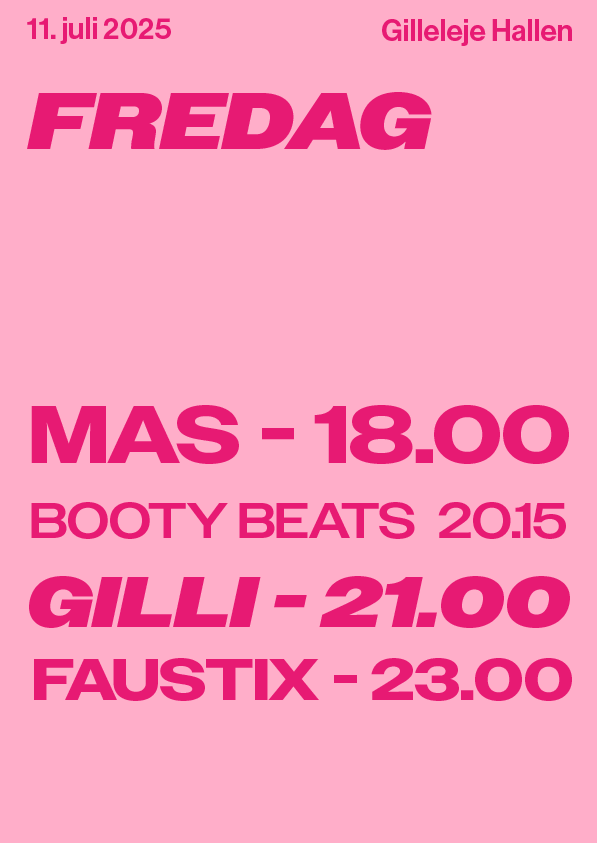 11. juli 2025
Gilleleje Hallen
FREDAG
MAS - 18.00
BOOTY BEATS 20.15
GILLI - 21.00
FAUSTIX - 23.00